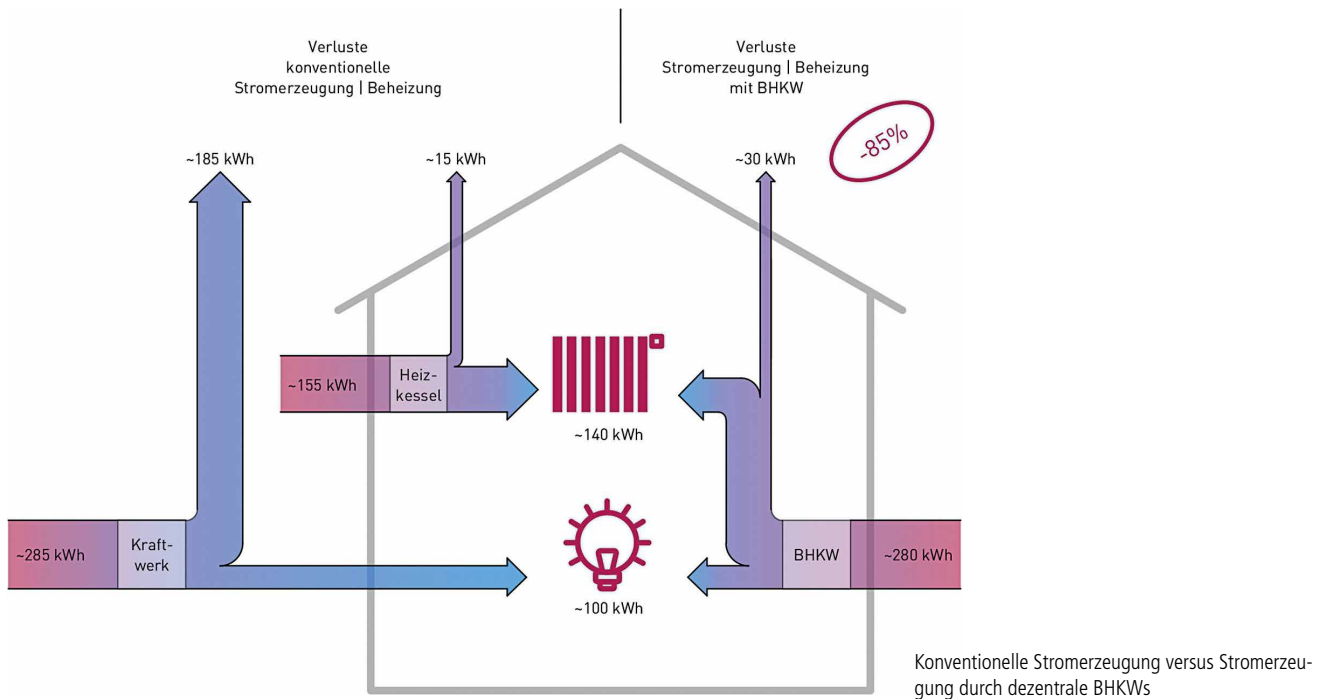 Verluste
konventionelle
Stromerzeugung | Beheizung
Verluste
Stromerzeugung | Beheizung
mit BHKW
-85%
~185 kWh
~15 kWh
~30 kWh
~155 kWh
Heiz-
kessel
~140 kWh
~285 kWh
Kraft-
werk
BHKW
~280 kWh
~100 kWh
Konventionelle Stromerzeugung versus Stromerzeu-
gung durch dezentrale BHKWs